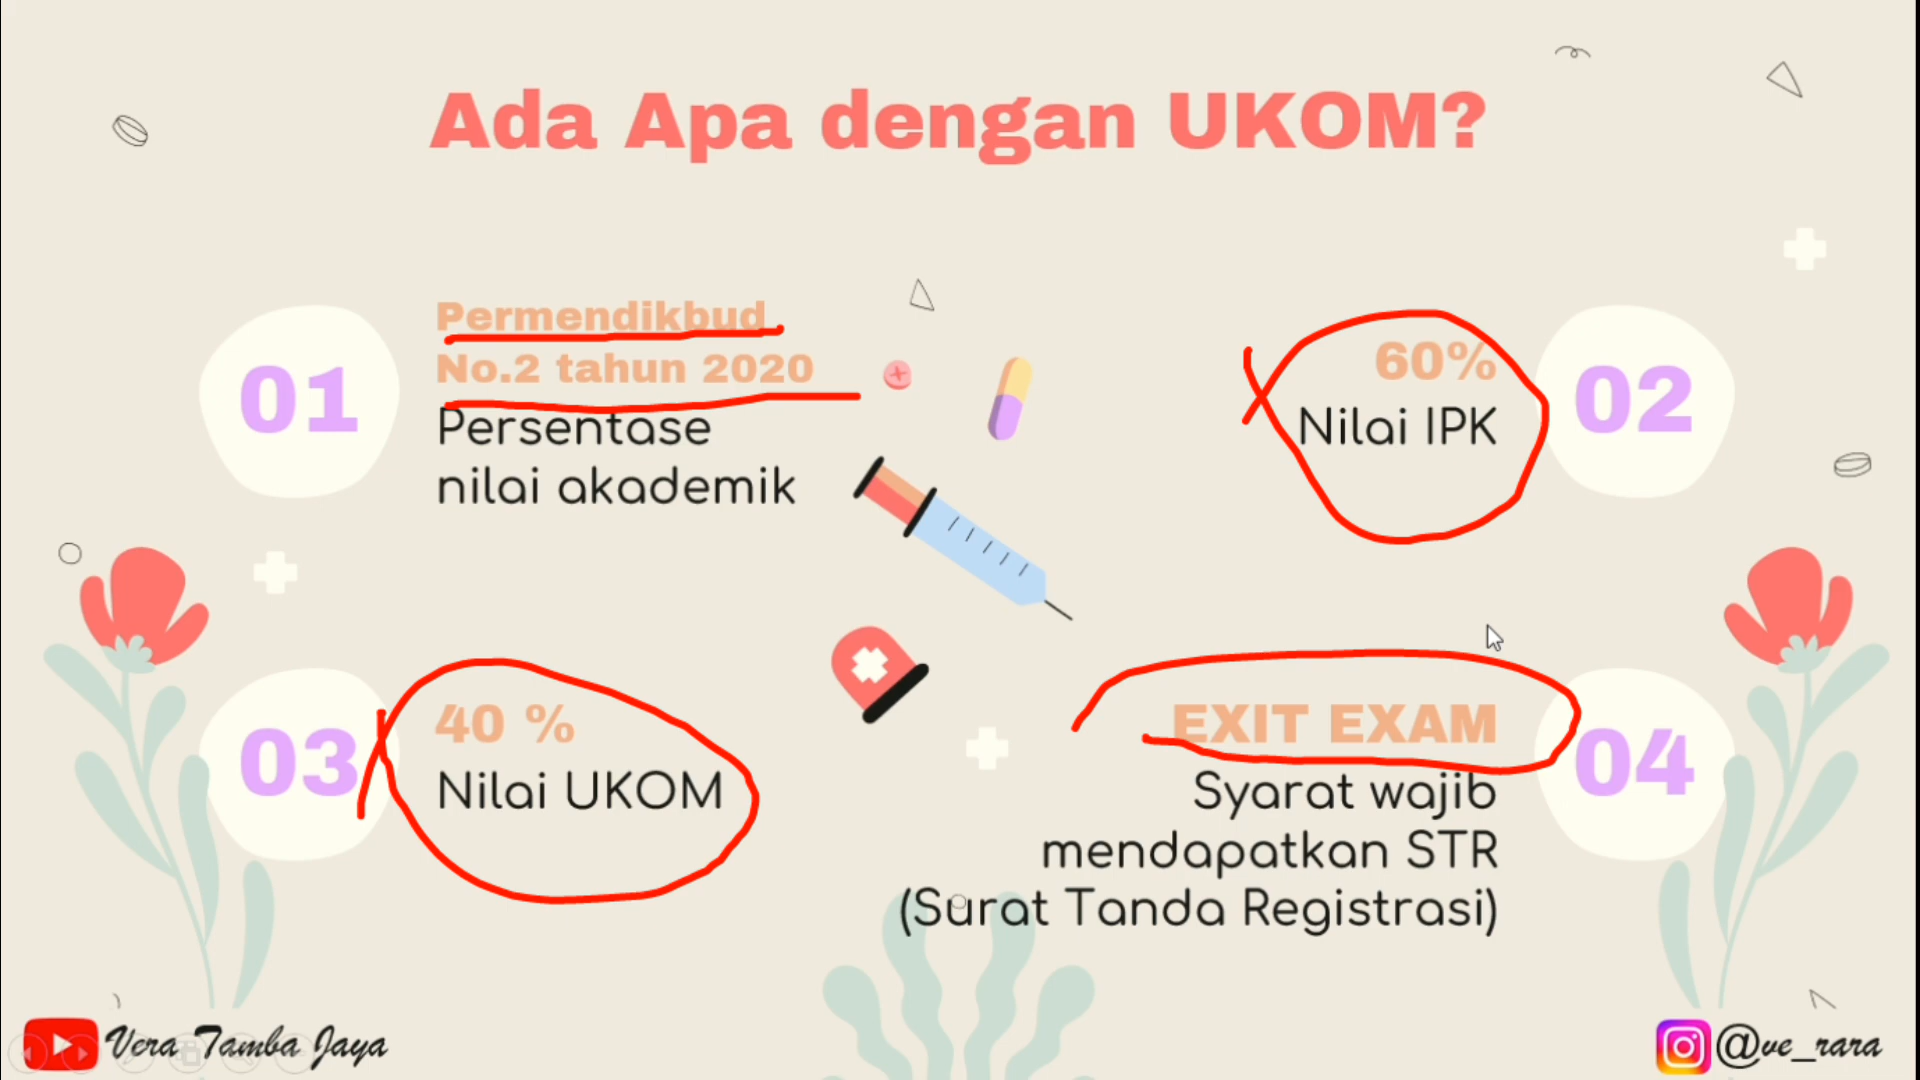 Ada Apa dengan UKOM?
01
Permendikbud
No.2 tahun 2020
Persentase
nilai akademik
60%
Nilai IPK
02
03
40 %
Nilai UKOM
EXIT EXAM
Syarat wajib
mendapatkan STR
(Surat Tanda Registrasi)
04
Vera Tamba Jaya
@ve_rara